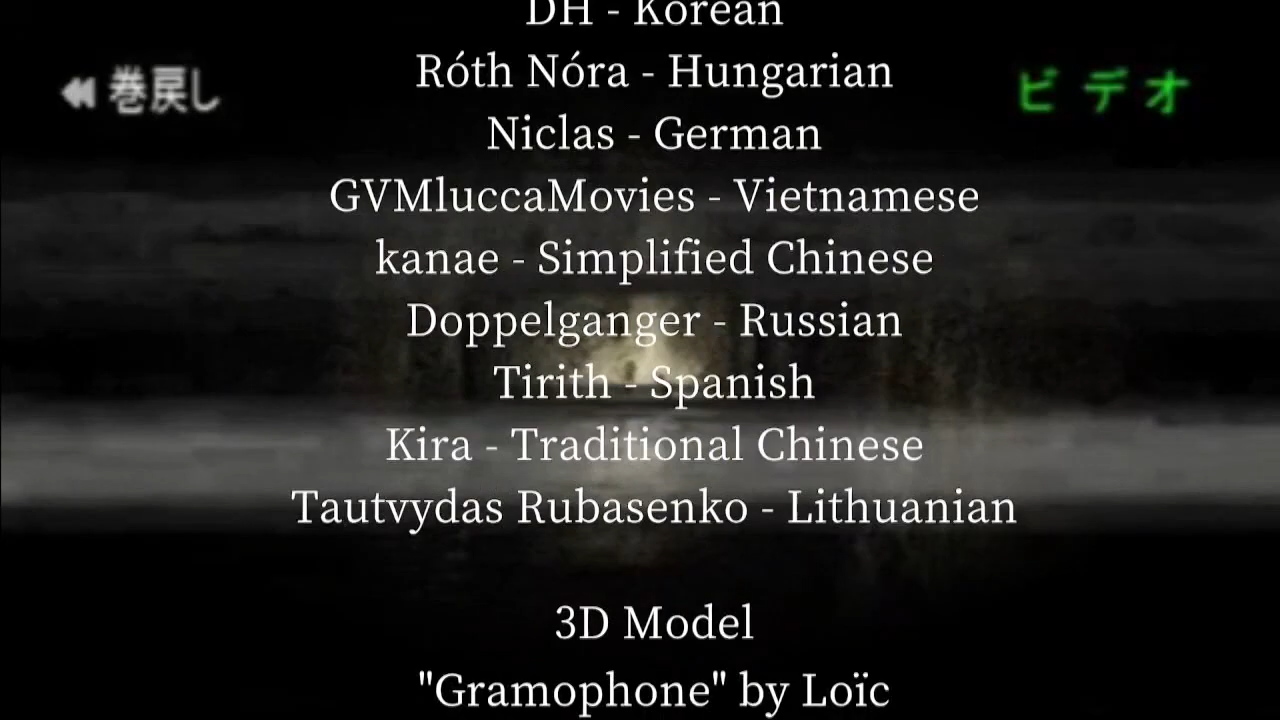 DH - Korean
Róth Nóra - Hungarian
巻戻し
ビデオ
Niclas - German
GVMluccaMovies - Vietnamese
kanae - Simplified Chinese
Doppelganger - Russian
Tirith - Spanish
Kira - Traditional Chinese
Tautvydas Rubasenko - Lithuanian
3D Model
"Gramophone" by Loïc